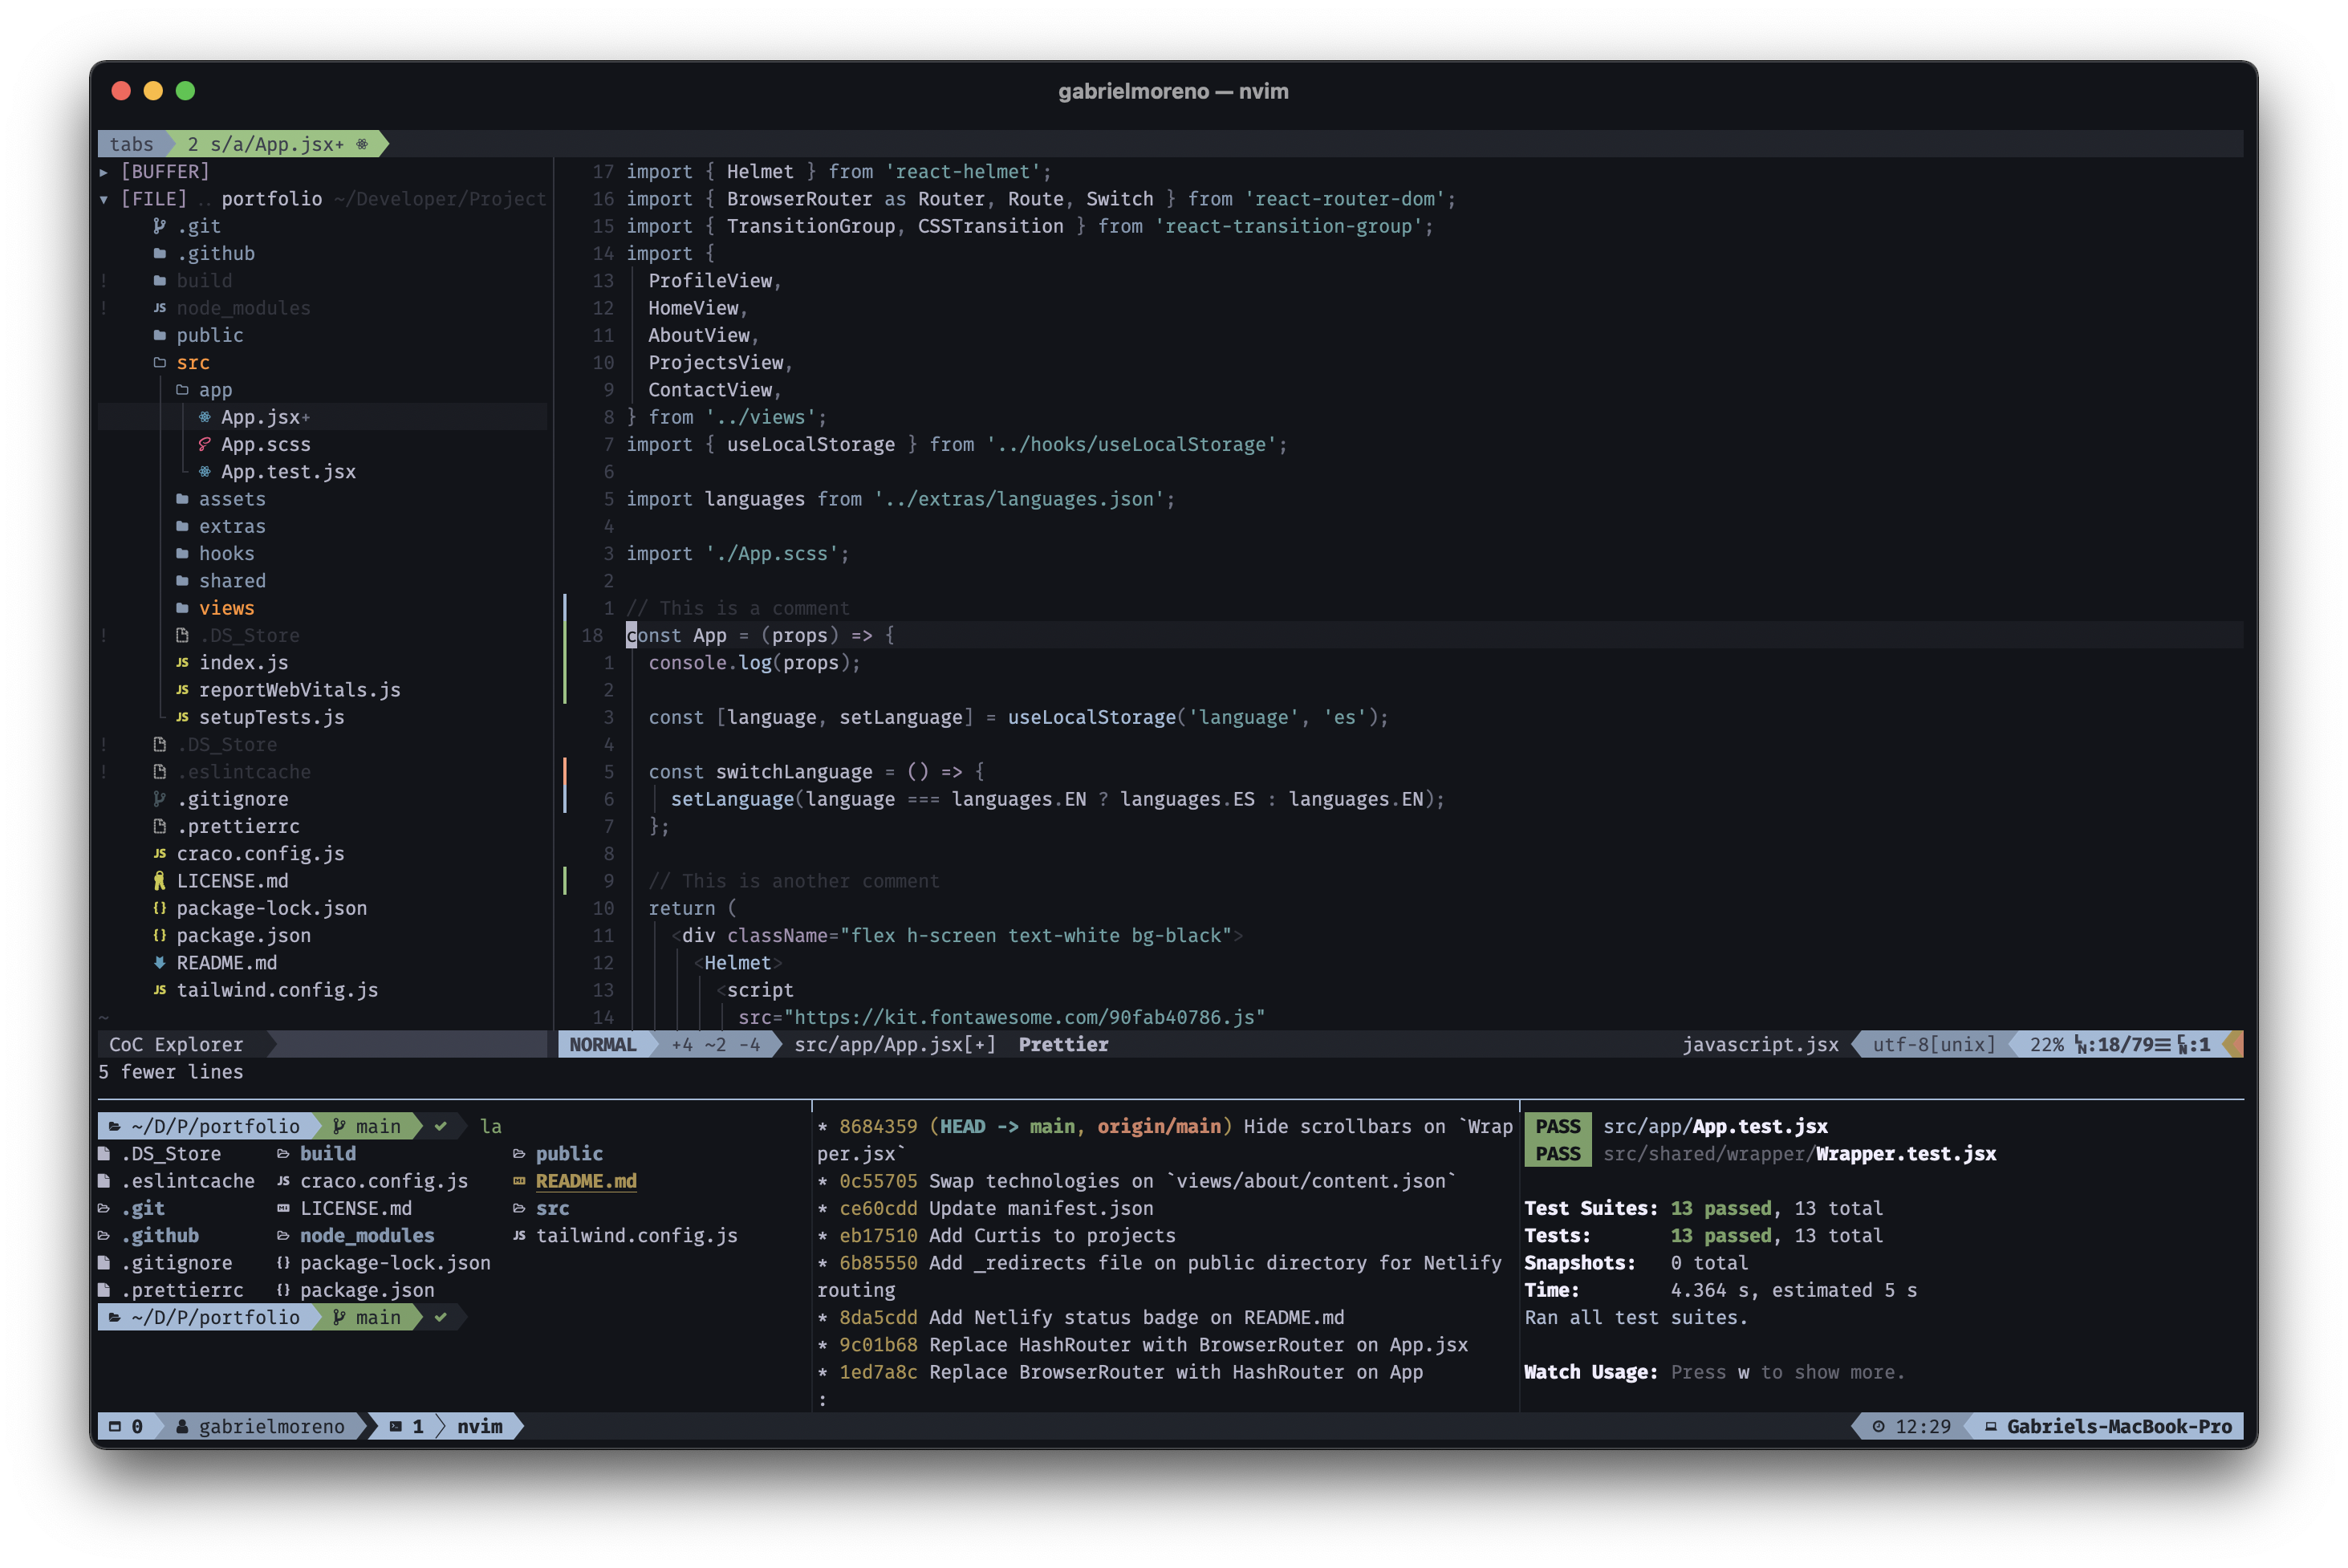 gabrielmoreno — nvim
tabs 2 s/a/App.jsx+
▸ [BUFFER]
▾ [FILE] .. portfolio ~/Developer/Project
.git
.github
! build
! JS node_modules
public
src
app
App.jsx+
App.scss
App.test.jsx
assets
extras
hooks
shared
views
! .DS_Store
JS index.js
JS reportWebVitals.js
JS setupTests.js
! .DS_Store
! .eslintcache
.gitignore
.prettierrc
JS craco.config.js
LICENSE.md
{} package-lock.json
{} package.json
README.md
JS tailwind.config.js
~
17 import { Helmet } from 'react-helmet';
16 import { BrowserRouter as Router, Route, Switch } from 'react-router-dom';
15 import { TransitionGroup, CSSTransition } from 'react-transition-group';
14 import {
13 ProfileView,
12 HomeView,
11 AboutView,
10 ProjectsView,
9 ContactView,
8 } from '../views';
7 import { useLocalStorage } from '../hooks/useLocalStorage';
6
5 import languages from '../extras/languages.json';
4
3 import './App.scss';
2
1 // This is a comment
18 const App = (props) => {
1 console.log(props);
2
3 const [language, setLanguage] = useLocalStorage('language', 'es');
4
5 const switchLanguage = () => {
6 setLanguage(language === languages.EN ? languages.ES : languages.EN);
7 };
8
9 // This is another comment
10 return (
11 <div className="flex h-screen text-white bg-black">
12 <Helmet>
13 <script
14 src="https://kit.fontawesome.com/90fab40786.js"
CoC Explorer
NORMAL +4 ~2 -4 src/app/App.jsx[+] Prettier javascript.jsx utf-8[unix] 22% LN:18/79☰ CN:1
5 fewer lines
~/D/P/portfolio main ✔ la
.DS_Store build public
.eslintcache JS craco.config.js README.md
.git LICENSE.md src
.github node_modules JS tailwind.config.js
.gitignore {} package-lock.json
.prettierrc {} package.json
~/D/P/portfolio main ✔
* 8684359 (HEAD -> main, origin/main) Hide scrollbars on `Wrap
per.jsx`
* 0c55705 Swap technologies on `views/about/content.json`
* ce60cdd Update manifest.json
* eb17510 Add Curtis to projects
* 6b85550 Add _redirects file on public directory for Netlify
routing
* 8da5cdd Add Netlify status badge on README.md
* 9c01b68 Replace HashRouter with BrowserRouter on App.jsx
* 1ed7a8c Replace BrowserRouter with HashRouter on App
:
PASS src/app/App.test.jsx
PASS src/shared/wrapper/Wrapper.test.jsx
Test Suites: 13 passed, 13 total
Tests: 13 passed, 13 total
Snapshots: 0 total
Time: 4.364 s, estimated 5 s
Ran all test suites.
Watch Usage: Press w to show more.
0 gabrielmoreno 1 nvim 12:29 Gabriels-MacBook-Pro